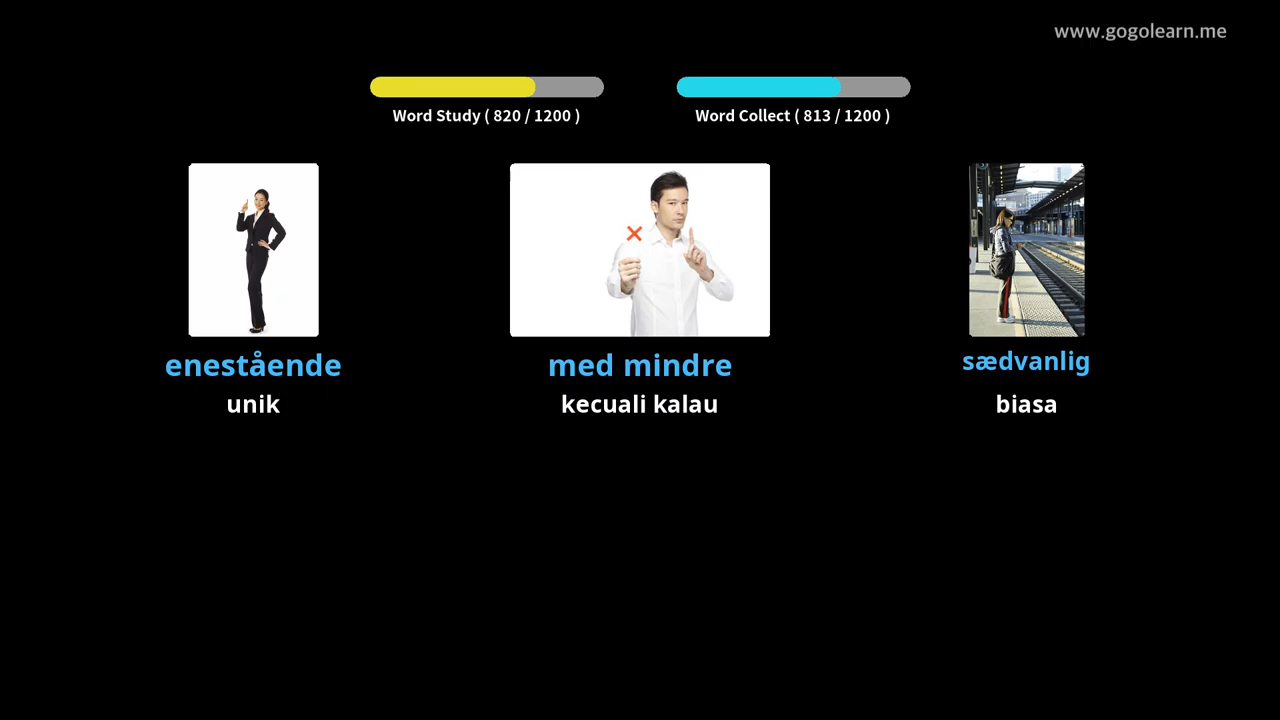 www.gogolearn.me
Word Study ( 820 / 1200 )
Word Collect ( 813 / 1200 )
enestående
med mindre
sædvanlig
unik
kecuali kalau
biasa